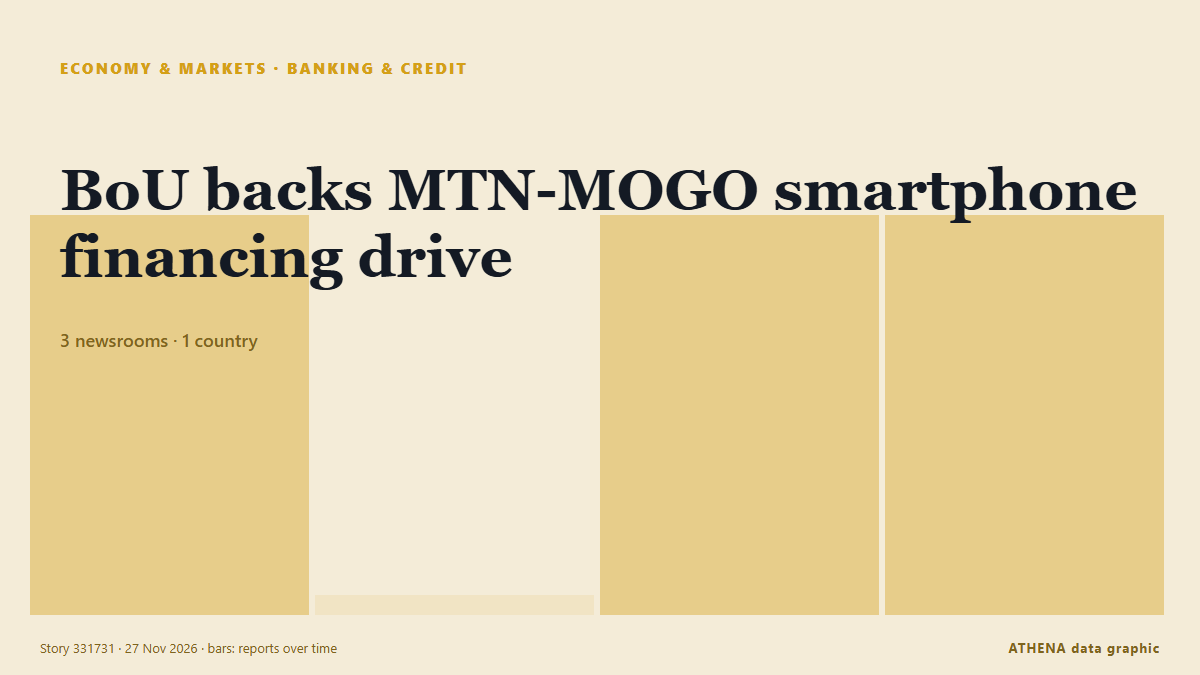 ECONOMY & MARKETS · BANKING & CREDIT
BoU backs MTN-MOGO smartphone
financing drive
3 newsrooms · 1 country
Story 331731 · 27 Nov 2026 · bars: reports over time
ATHENA data graphic